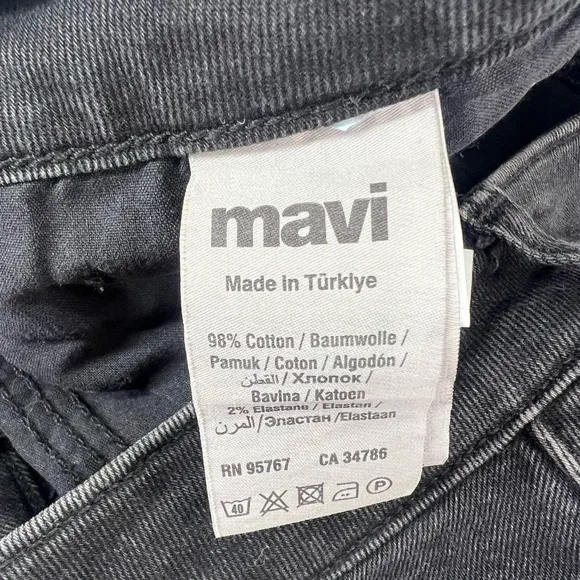 mavi
Made in Türkiye
98% Cotton / Baumwolle /
Pamuk / Coton / Algodón /
القطن / Хлопок /
Bavlna / Katoen
2% Elastane / Elastan /
المرن /Эластан /Elastaan
RN 95767 CA 34786
40 P